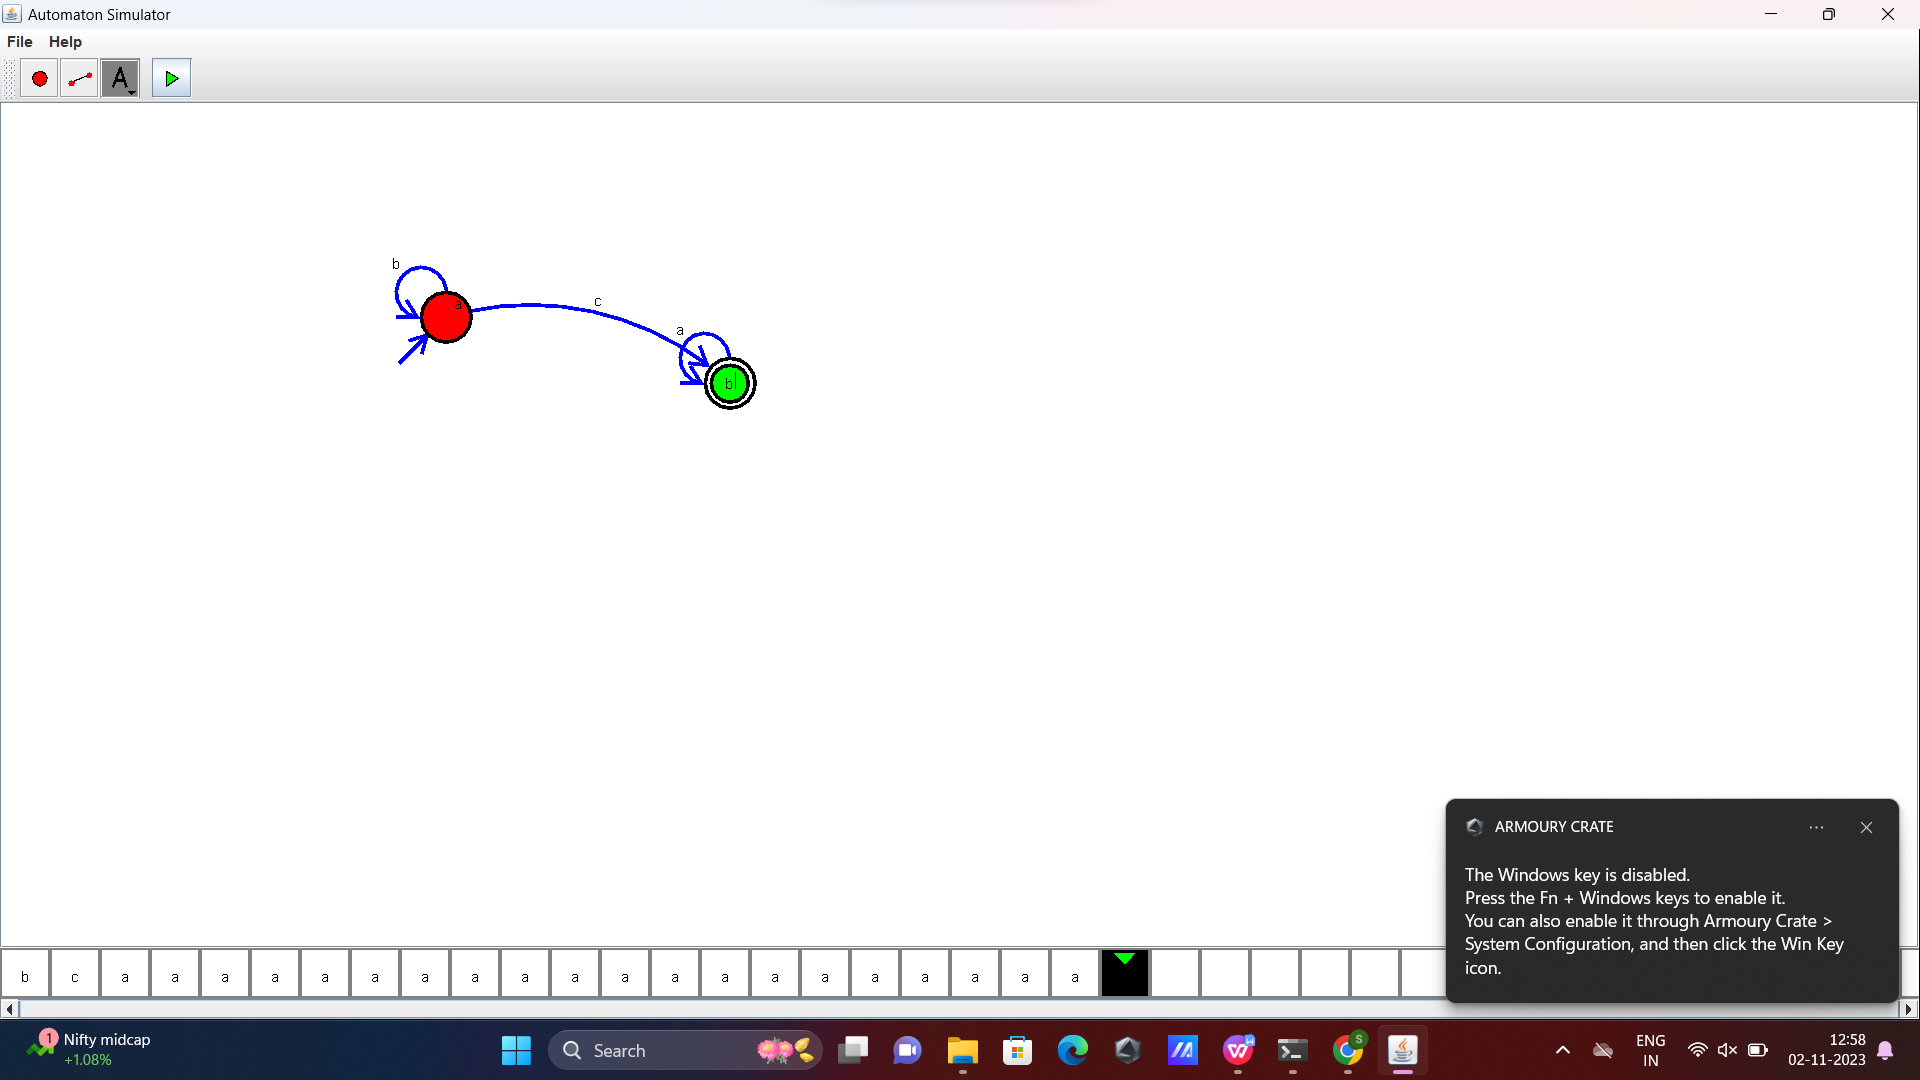 Automaton Simulator
File Help
A
b
a
c
a
b
b c a a a a a a a a a a a a a a a a a a a a
ARMOURY CRATE
The Windows key is disabled.
Press the Fn + Windows keys to enable it.
You can also enable it through Armoury Crate >
System Configuration, and then click the Win Key
icon.
1 Nifty midcap
+1.08%
Search
S
ENG
IN
12:58
02-11-2023